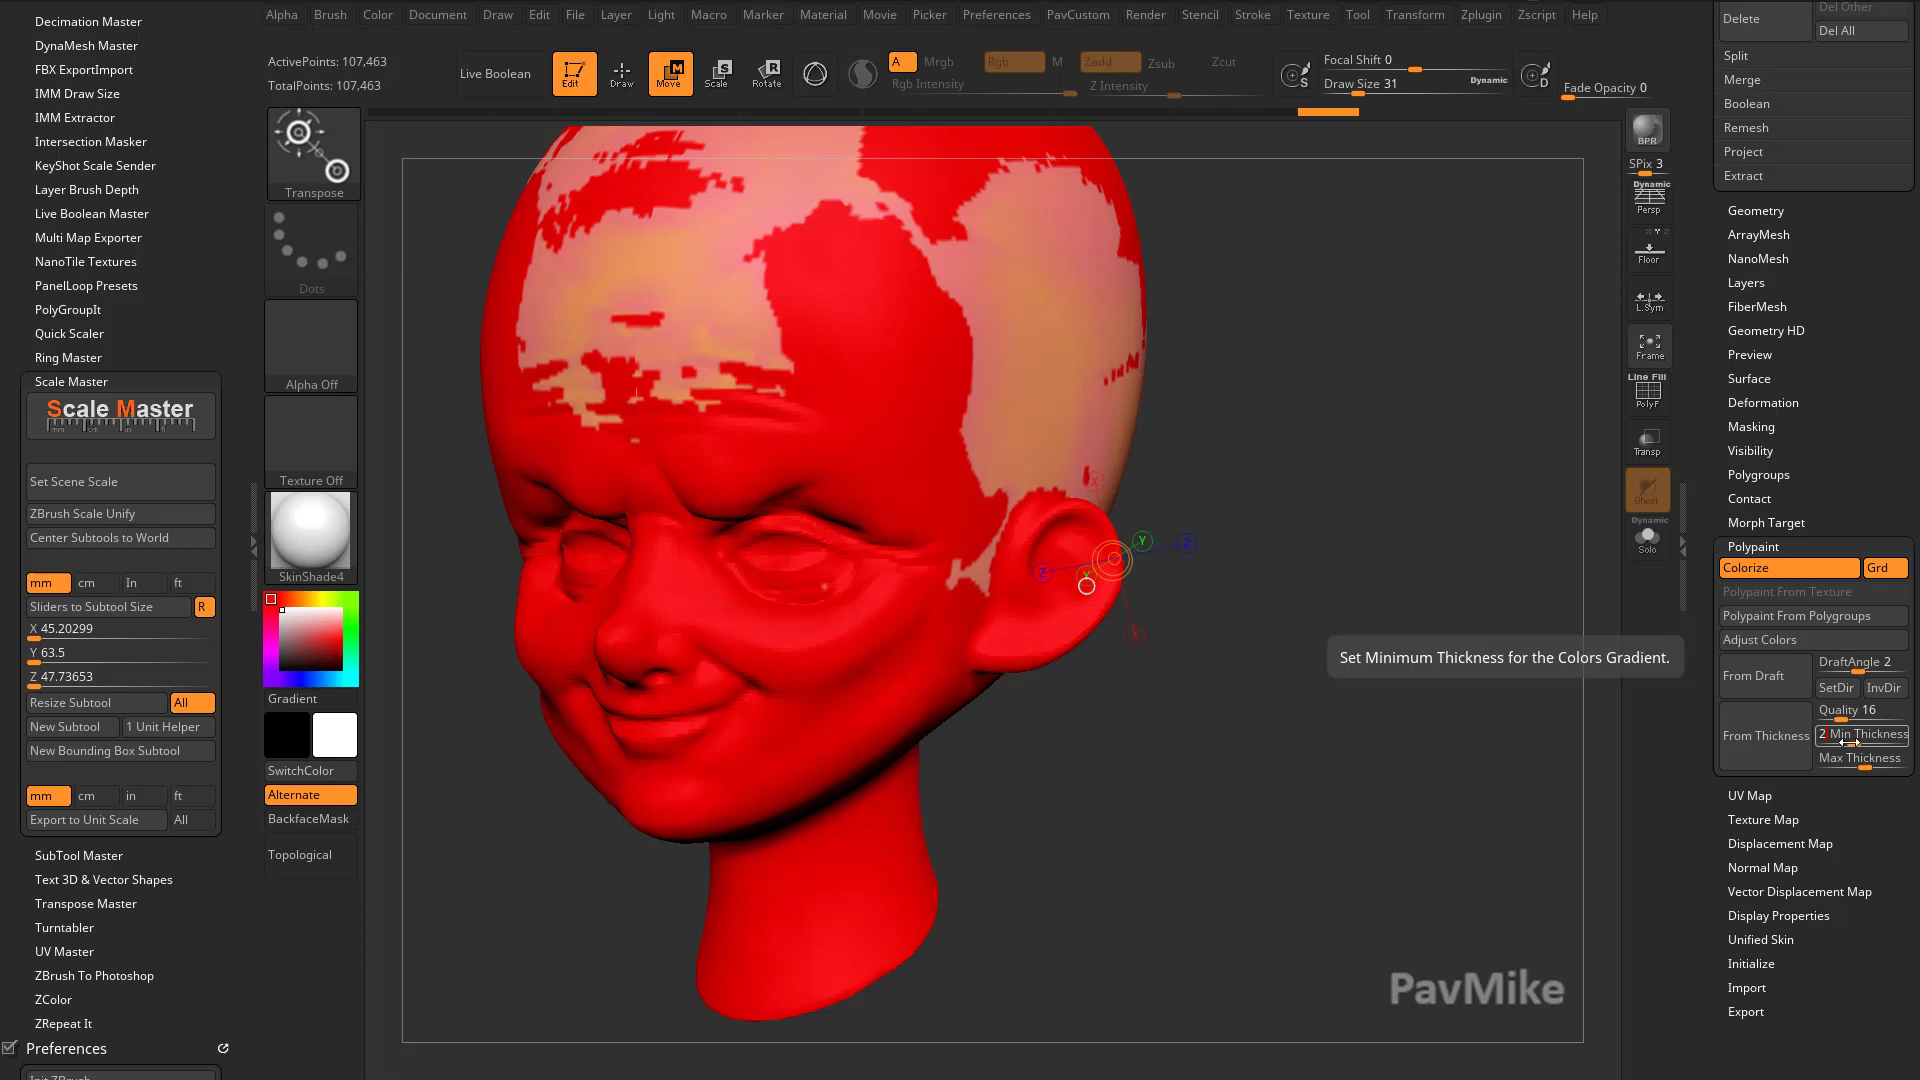 Alpha Brush Color Document Draw Edit File Layer Light Macro Marker Material Movie Picker Preferences PavCustom Render Stencil Stroke Texture Tool Transform Zplugin Zscript Help
Decimation Master
DynaMesh Master
FBX ExportImport
IMM Draw Size
IMM Extractor
Intersection Masker
KeyShot Scale Sender
Layer Brush Depth
Live Boolean Master
Multi Map Exporter
NanoTile Textures
PanelLoop Presets
PolyGroupIt
Quick Scaler
Ring Master
Scale Master
Scale Master
mm cm in ft
Set Scene Scale
ZBrush Scale Unify
Center Subtools to World
mm cm In ft
Sliders to Subtool Size R
X 45.20299
Y 63.5
Z 47.73653
Resize Subtool All
New Subtool 1 Unit Helper
New Bounding Box Subtool
mm cm in ft
Export to Unit Scale All
SubTool Master
Text 3D & Vector Shapes
Transpose Master
Turntabler
UV Master
ZBrush To Photoshop
ZColor
ZRepeat It
Preferences
Init ZBrush
ActivePoints: 107,463
TotalPoints: 107,463
Live Boolean
Edit Draw Move Scale Rotate
A Mrgb Rgb M Zadd Zsub Zcut
Rgb Intensity Z Intensity
Focal Shift 0
Draw Size 31 Dynamic
S D
Fade Opacity 0
Transpose
Dots
Alpha Off
Texture Off
SkinShade4
Gradient
SwitchColor
Alternate
BackfaceMask
Topological
X
Y
Z
Z
Y
X
Set Minimum Thickness for the Colors Gradient.
PavMike
BPR
SPix 3
Dynamic
Persp
Floor
L.Sym
Frame
Line Fill
PolyF
Transp
Ghost
Dynamic
Solo
Delete Del Other
Del All
Split
Merge
Boolean
Remesh
Project
Extract
Geometry
ArrayMesh
NanoMesh
Layers
FiberMesh
Geometry HD
Preview
Surface
Deformation
Masking
Visibility
Polygroups
Contact
Morph Target
Polypaint
Colorize Grd
Polypaint From Texture
Polypaint From Polygroups
Adjust Colors
From Draft DraftAngle 2
SetDir InvDir
Quality 16
From Thickness 2 Min Thickness
Max Thickness
UV Map
Texture Map
Displacement Map
Normal Map
Vector Displacement Map
Display Properties
Unified Skin
Initialize
Import
Export